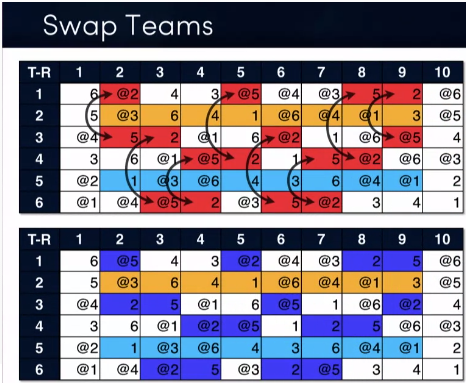 Swap Teams
T-R 1 2 3 4 5 6 7 8 9 10
1 6 @2 4 3 @5 @4 @3 5 2 @6
2 5 @3 6 4 1 @6 @4 @1 3 @5
3 @4 5 2 @1 6 @2 1 @6 @5 4
4 3 6 @1 @5 2 1 5 @2 @6 @3
5 @2 1 @3 @6 4 3 6 @4 @1 2
6 @1 @4 @5 2 @3 5 @2 3 4 1
T-R 1 2 3 4 5 6 7 8 9 10
1 6 @5 4 3 @2 @4 @3 2 5 @6
2 5 @3 6 4 1 @6 @4 @1 3 @5
3 @4 2 5 @1 6 @5 1 @6 @2 4
4 3 6 @1 @2 @5 1 2 5 @6 @3
5 @2 1 @3 @6 4 3 6 @4 @1 2
6 @1 @4 @2 5 @3 2 @5 3 4 1